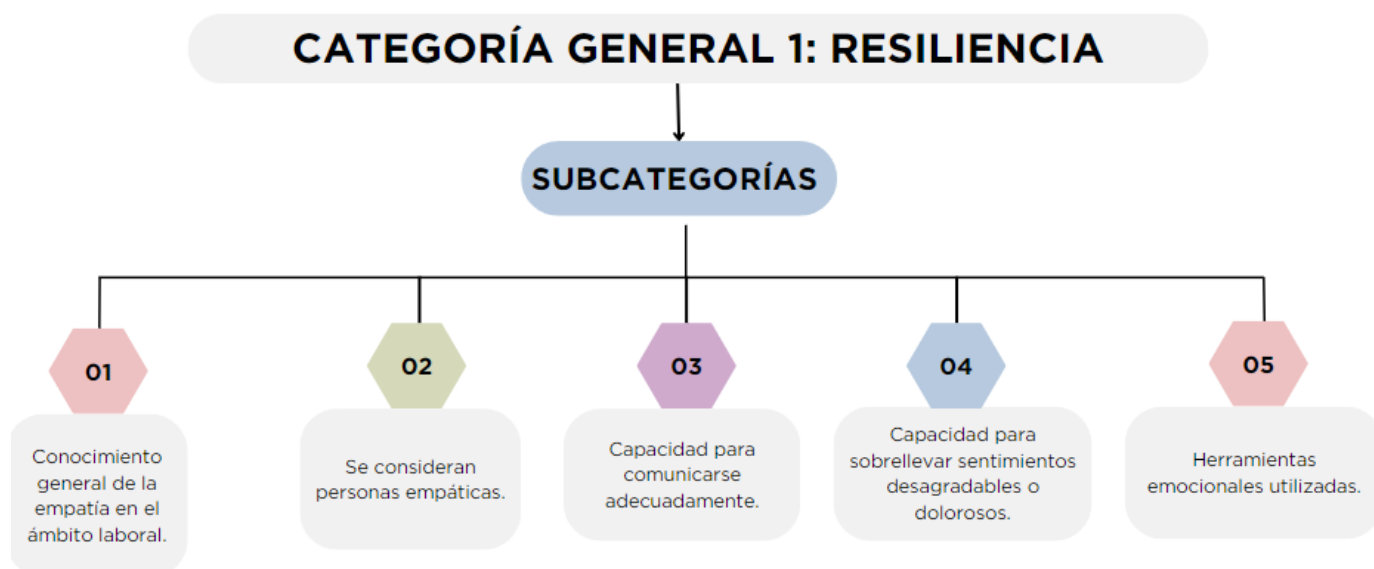 CATEGORÍA GENERAL 1: RESILIENCIA
SUBCATEGORÍAS
01
Conocimiento
general de la
empatía en el
ámbito laboral.
02
Se consideran
personas empáticas.
03
Capacidad para
comunicarse
adecuadamente.
04
Capacidad para
sobrellevar sentimientos
desagradables o
dolorosos.
05
Herramientas
emocionales utilizadas.